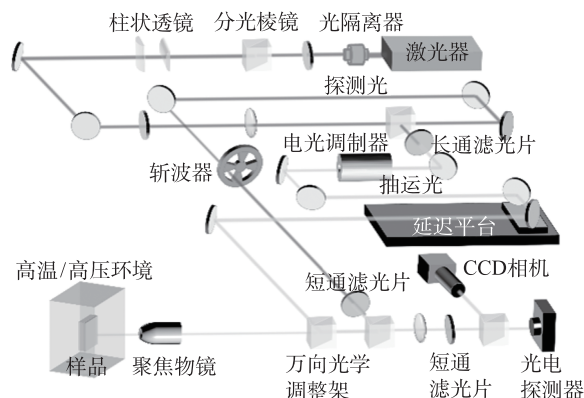 柱状透镜
分光棱镜
光隔离器
激光器
探测光
电光调制器
长通滤光片
斩波器
抽运光
延迟平台
高温/高压环境
短通滤光片
CCD相机
样品
聚焦物镜
万向光学
调整架
短通
滤光片
光电
探测器